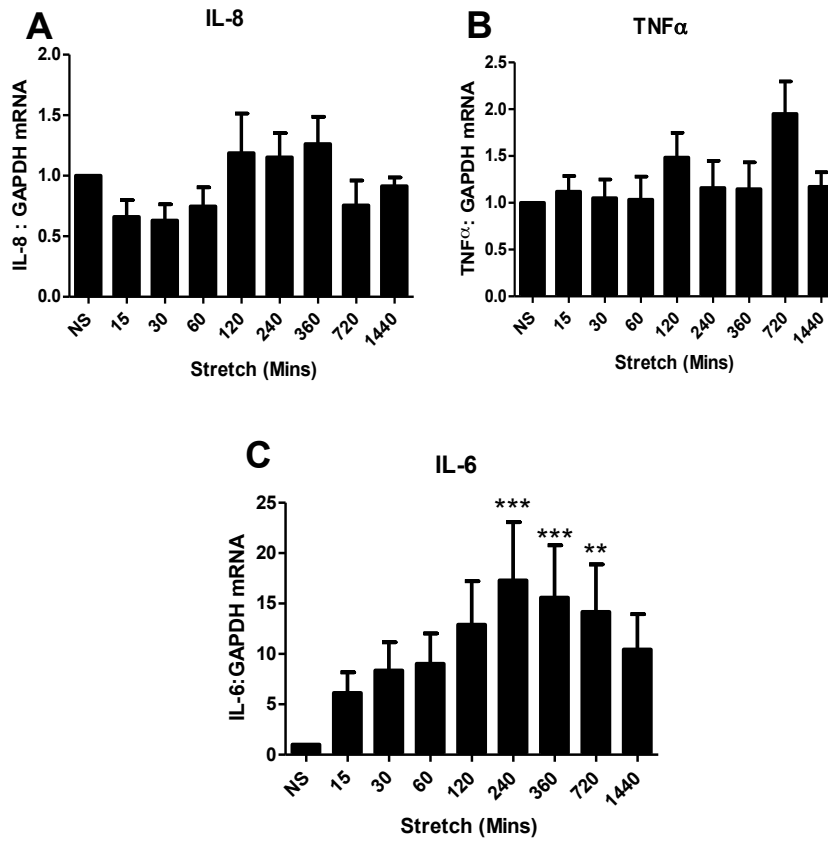 A
IL-8
IL-8 : GAPDH mRNA
2.0
1.5
1.0
0.5
0.0
NS 15 30 60 120 240 360 720 1440
Stretch (Mins)
B
TNFα
TNFα: GAPDH mRNA
2.5
2.0
1.5
1.0
0.5
0.0
NS 15 30 60 120 240 360 720 1440
Stretch (Mins)
C
IL-6
IL-6:GAPDH mRNA
25
20
15
10
5
0
*** *** **
NS 15 30 60 120 240 360 720 1440
Stretch (Mins)